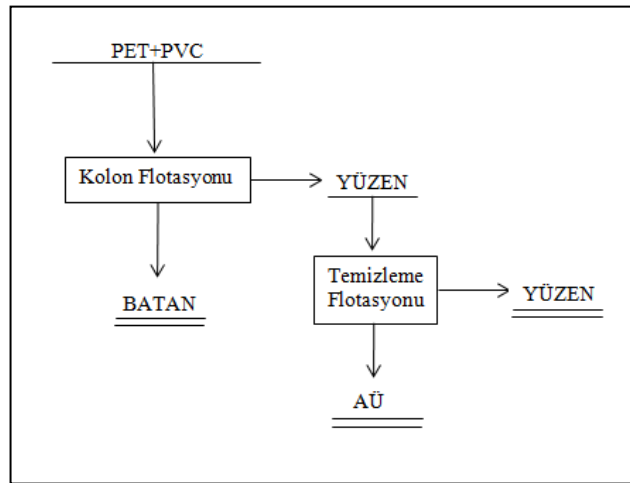 PET+PVC
Kolon Flotasyonu
YÜZEN
BATAN
Temizleme
Flotasyonu
YÜZEN
AÜ